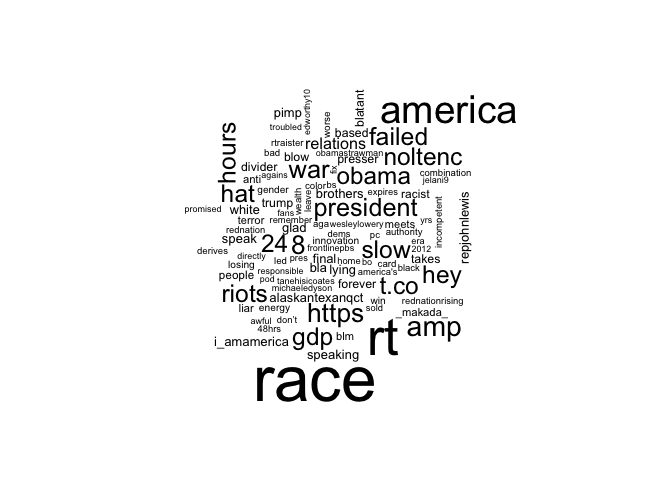 edworthy10
blatant
pimp
america
troubled
worse
hours
based
failed
rtraister
relations
bad
blow
obamastrawman
presser
noltenc
divider
war
fix
obama
combination
anti
agains
jelani9
hat
gender
colorbs
brothers
expires
racist
wealth
leave
trump
president
incompetent
repjohnlewis
promised
white
fans
terror
remember
aga
wesleylowery
meets
yrs
rednation
glad
dems
pc
authority
speak
24
8
innovation
slow
era
2012
derives
directly
frontlinepbs
takes
losing
led
pres
final
home
bo
card
black
people
responsible
bla
lying
america's
hey
pod
tanehisicoates
michaeledyson
forever
t.co
riots
alaskantexanqct
win
rednationrising
liar
energy
https
sold
_makada_
awful
don't
48hrs
rt
amp
i_amamerica
gdp
blm
speaking
race